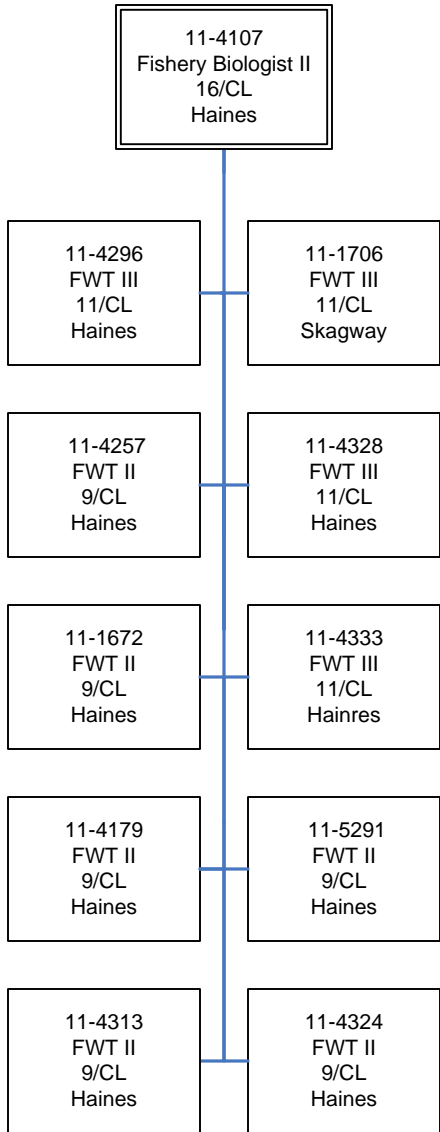 11-4107
Fishery Biologist II
16/CL
Haines
11-4296
FWT III
11/CL
Haines
11-1706
FWT III
11/CL
Skagway
11-4257
FWT II
9/CL
Haines
11-4328
FWT III
11/CL
Haines
11-1672
FWT II
9/CL
Haines
11-4333
FWT III
11/CL
Hainres
11-4179
FWT II
9/CL
Haines
11-5291
FWT II
9/CL
Haines
11-4313
FWT II
9/CL
Haines
11-4324
FWT II
9/CL
Haines